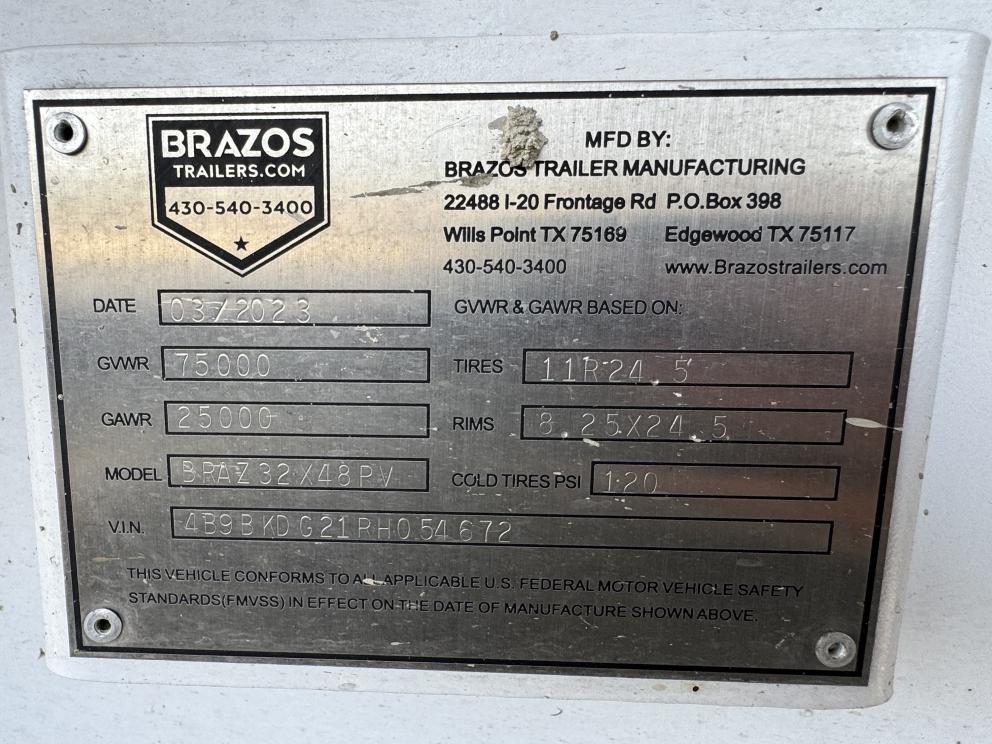 BRAZOS
TRAILERS.COM
430-540-3400
MFD BY:
BRAZOS TRAILER MANUFACTURING
22488 I-20 Frontage Rd P.O.Box 398
Wills Point TX 75169 Edgewood TX 75117
430-540-3400 www.Brazostrailers.com
DATE 03/2023 GVWR & GAWR BASED ON:
GVWR 75000 TIRES 11R24.5
GAWR 25000 RIMS 8.25X24.5
MODEL BRAZ32X48PV COLD TIRES PSI 120
V.I.N. 4B9BKDG21RH054672
THIS VEHICLE CONFORMS TO ALL APPLICABLE U.S. FEDERAL MOTOR VEHICLE SAFETY
STANDARDS(FMVSS) IN EFFECT ON THE DATE OF MANUFACTURE SHOWN ABOVE.